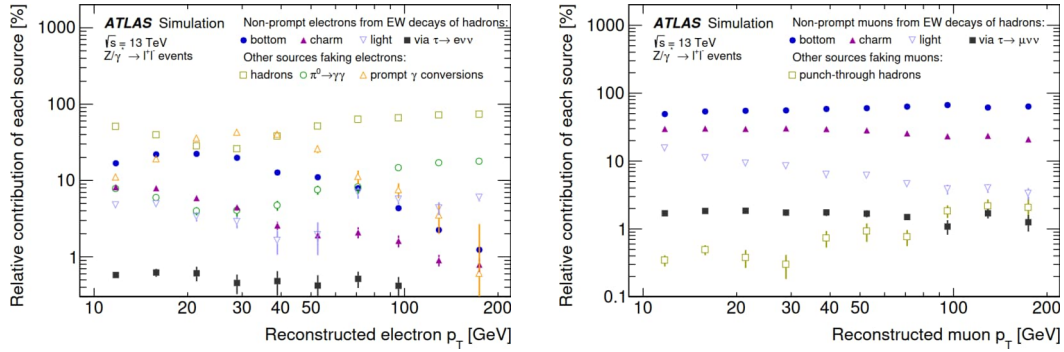 Relative contribution of each source [%]
ATLAS Simulation
√s = 13 TeV
Z/γ* → l⁺l⁻ events
Non-prompt electrons from EW decays of hadrons:
bottom charm light via τ→ eνν
Other sources faking electrons:
hadrons π⁰→γγ prompt γ conversions
1000
100
10
1
10 20 30 40 100 200
Reconstructed electron p_T [GeV]
Relative contribution of each source [%]
ATLAS Simulation
√s = 13 TeV
Z/γ* → l⁺l⁻ events
Non-prompt muons from EW decays of hadrons:
bottom charm light via τ→ μνν
Other sources faking muons:
punch-through hadrons
1000
100
10
1
0.1
10 20 30 40 100 200
Reconstructed muon p_T [GeV]